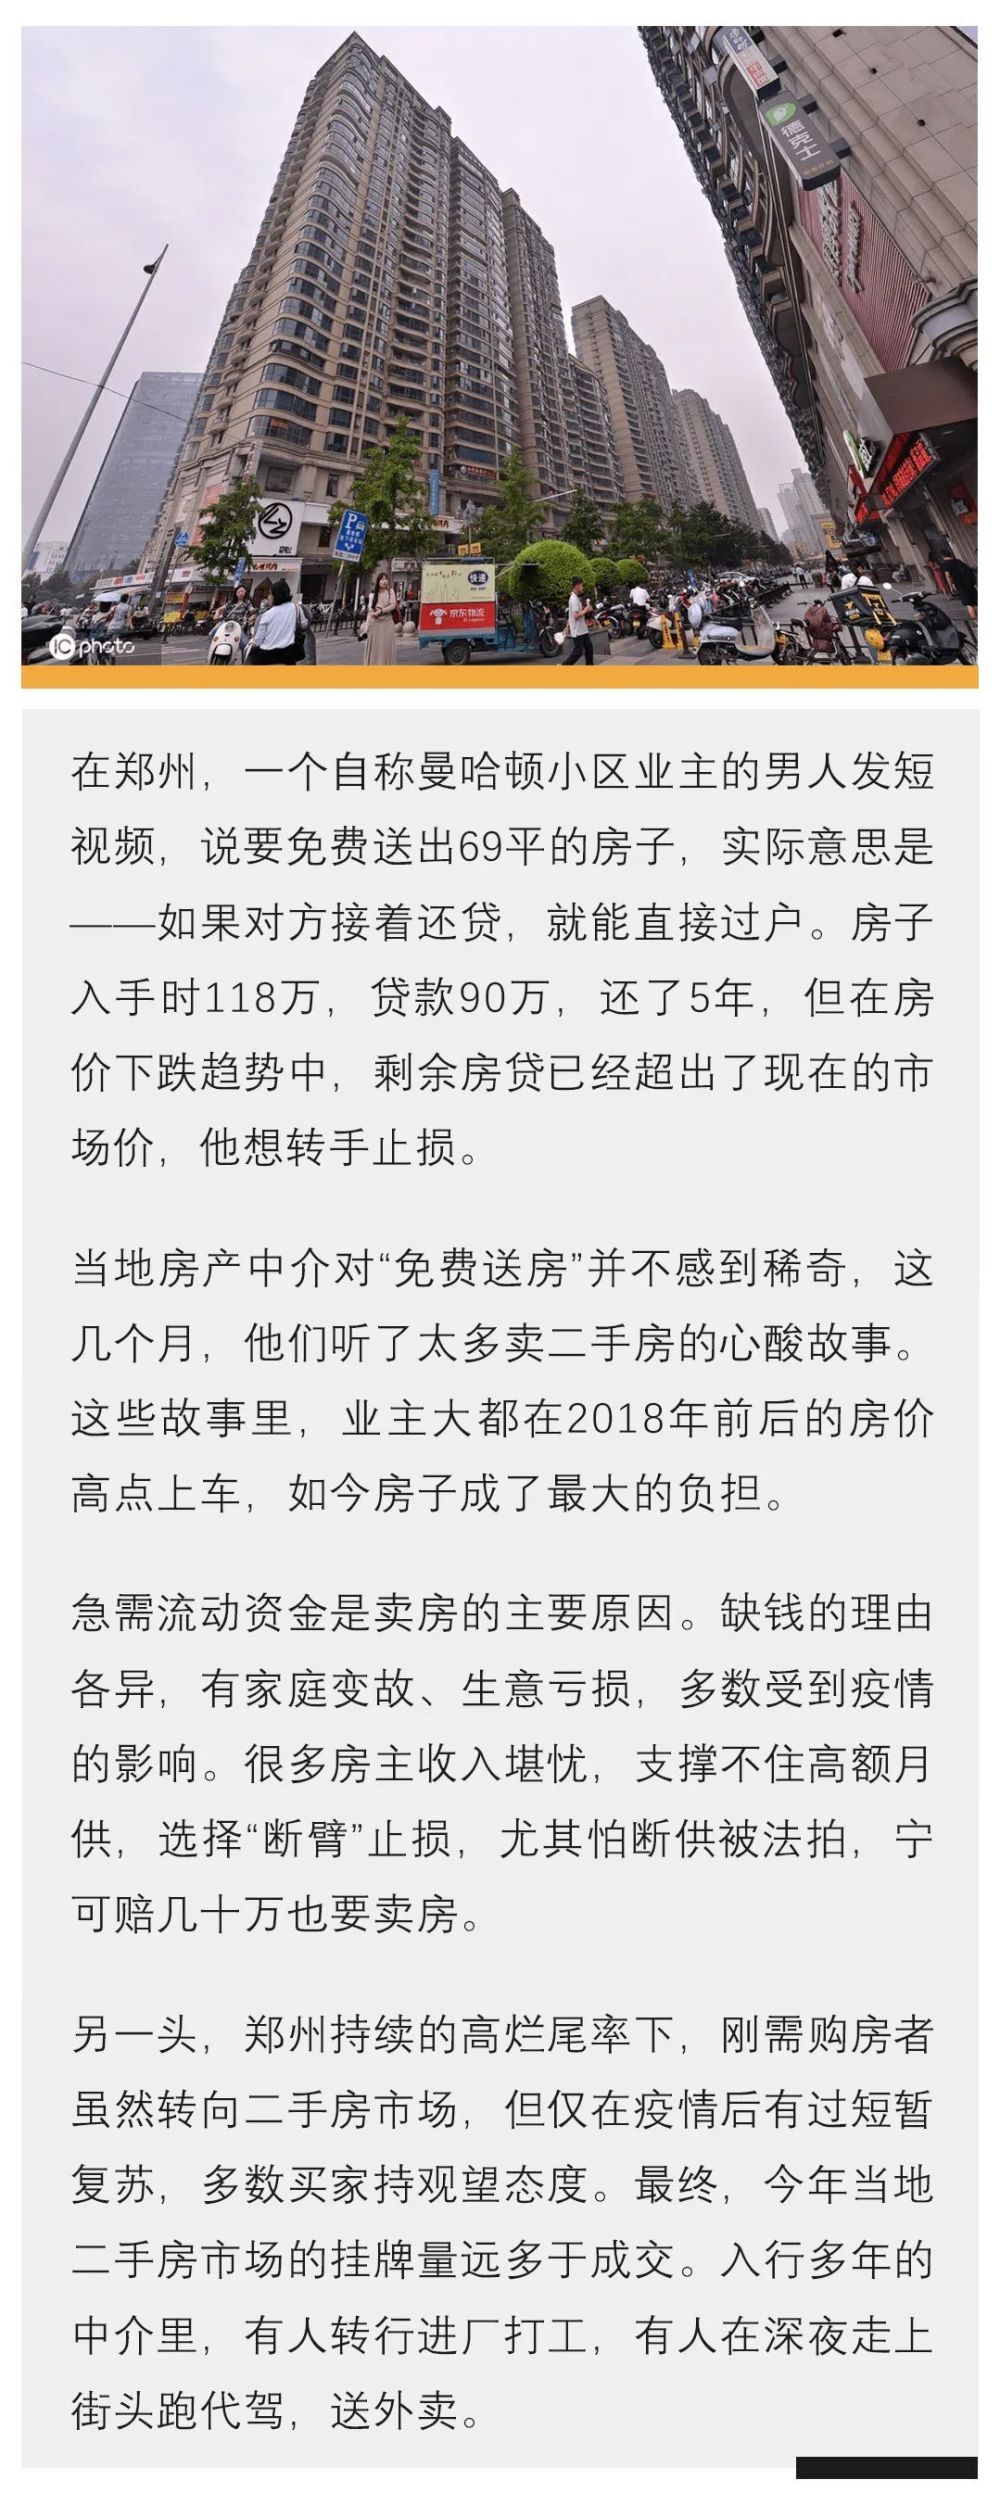 德克士
P
快递
京东物流
iC photo
在郑州，一个自称曼哈顿小区业主的男人发短
视频，说要免费送出69平的房子，实际意思是
——如果对方接着还贷，就能直接过户。房子
入手时118万，贷款90万，还了5年，但在房
价下跌趋势中，剩余房贷已经超出了现在的市
场价，他想转手止损。
当地房产中介对“免费送房”并不感到稀奇，这
几个月，他们听了太多卖二手房的心酸故事。
这些故事里，业主大都在2018年前后的房价
高点上车，如今房子成了最大的负担。
急需流动资金是卖房的主要原因。缺钱的理由
各异，有家庭变故、生意亏损，多数受到疫情
的影响。很多房主收入堪忧，支撑不住高额月
供，选择“断臂”止损，尤其怕断供被法拍，宁
可赔几十万也要卖房。
另一头，郑州持续的高烂尾率下，刚需购房者
虽然转向二手房市场，但仅在疫情后有过短暂
复苏，多数买家持观望态度。最终，今年当地
二手房市场的挂牌量远多于成交。入行多年的
中介里，有人转行进厂打工，有人在深夜走上
街头跑代驾，送外卖。